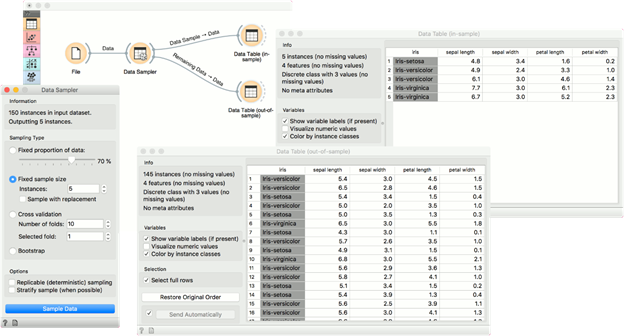 File
Data
Data Sampler
Data Sample → Data
Remaining Data → Data
Data Table (in-
sample)
Data Table (out-of-
sample)
Data Table (in-sample)
Info
5 instances (no missing values)
4 features (no missing values)
Discrete class with 3 values (no
missing values)
No meta attributes
Variables
Show variable labels (if present)
Visualize numeric values
Color by instance classes
iris sepal length sepal width petal length petal width
1 Iris-setosa 4.8 3.4 1.6 0.2
2 Iris-versicolor 4.9 2.4 3.3 1.0
3 Iris-versicolor 6.1 3.0 4.6 1.4
4 Iris-virginica 7.7 3.0 6.1 2.3
5 Iris-virginica 6.7 3.0 5.2 2.3
Data Sampler
Information
150 instances in input dataset.
Outputting 5 instances.
Sampling Type
Fixed proportion of data:
70 %
Fixed sample size
Instances: 5
Sample with replacement
Cross validation
Number of folds: 10
Selected fold: 1
Bootstrap
Options
Replicable (deterministic) sampling
Stratify sample (when possible)
Sample Data
?
Data Table (out-of-sample)
Info
145 instances (no missing values)
4 features (no missing values)
Discrete class with 3 values (no
missing values)
No meta attributes
Variables
Show variable labels (if present)
Visualize numeric values
Color by instance classes
Selection
Select full rows
Restore Original Order
Send Automatically
?
iris sepal length sepal width petal length petal width
1 Iris-versicolor 5.4 3.0 4.5 1.5
2 Iris-versicolor 6.5 2.8 4.6 1.5
3 Iris-setosa 5.4 3.4 1.5 0.4
4 Iris-versicolor 5.0 2.0 3.5 1.0
5 Iris-setosa 5.0 3.5 1.3 0.3
6 Iris-virginica 6.5 3.0 5.5 1.8
7 Iris-setosa 4.3 3.0 1.1 0.1
8 Iris-versicolor 5.7 2.6 3.5 1.0
9 Iris-setosa 4.9 3.1 1.5 0.1
10 Iris-virginica 6.8 3.0 5.5 2.1
11 Iris-versicolor 5.6 2.9 3.6 1.3
12 Iris-versicolor 5.8 2.7 4.1 1.0
13 Iris-setosa 5.1 3.4 1.5 0.2
14 Iris-setosa 5.4 3.9 1.3 0.4
15 Iris-versicolor 5.6 2.5 3.9 1.1
16 Iris-versicolor 5.6 3.0 4.1 1.3